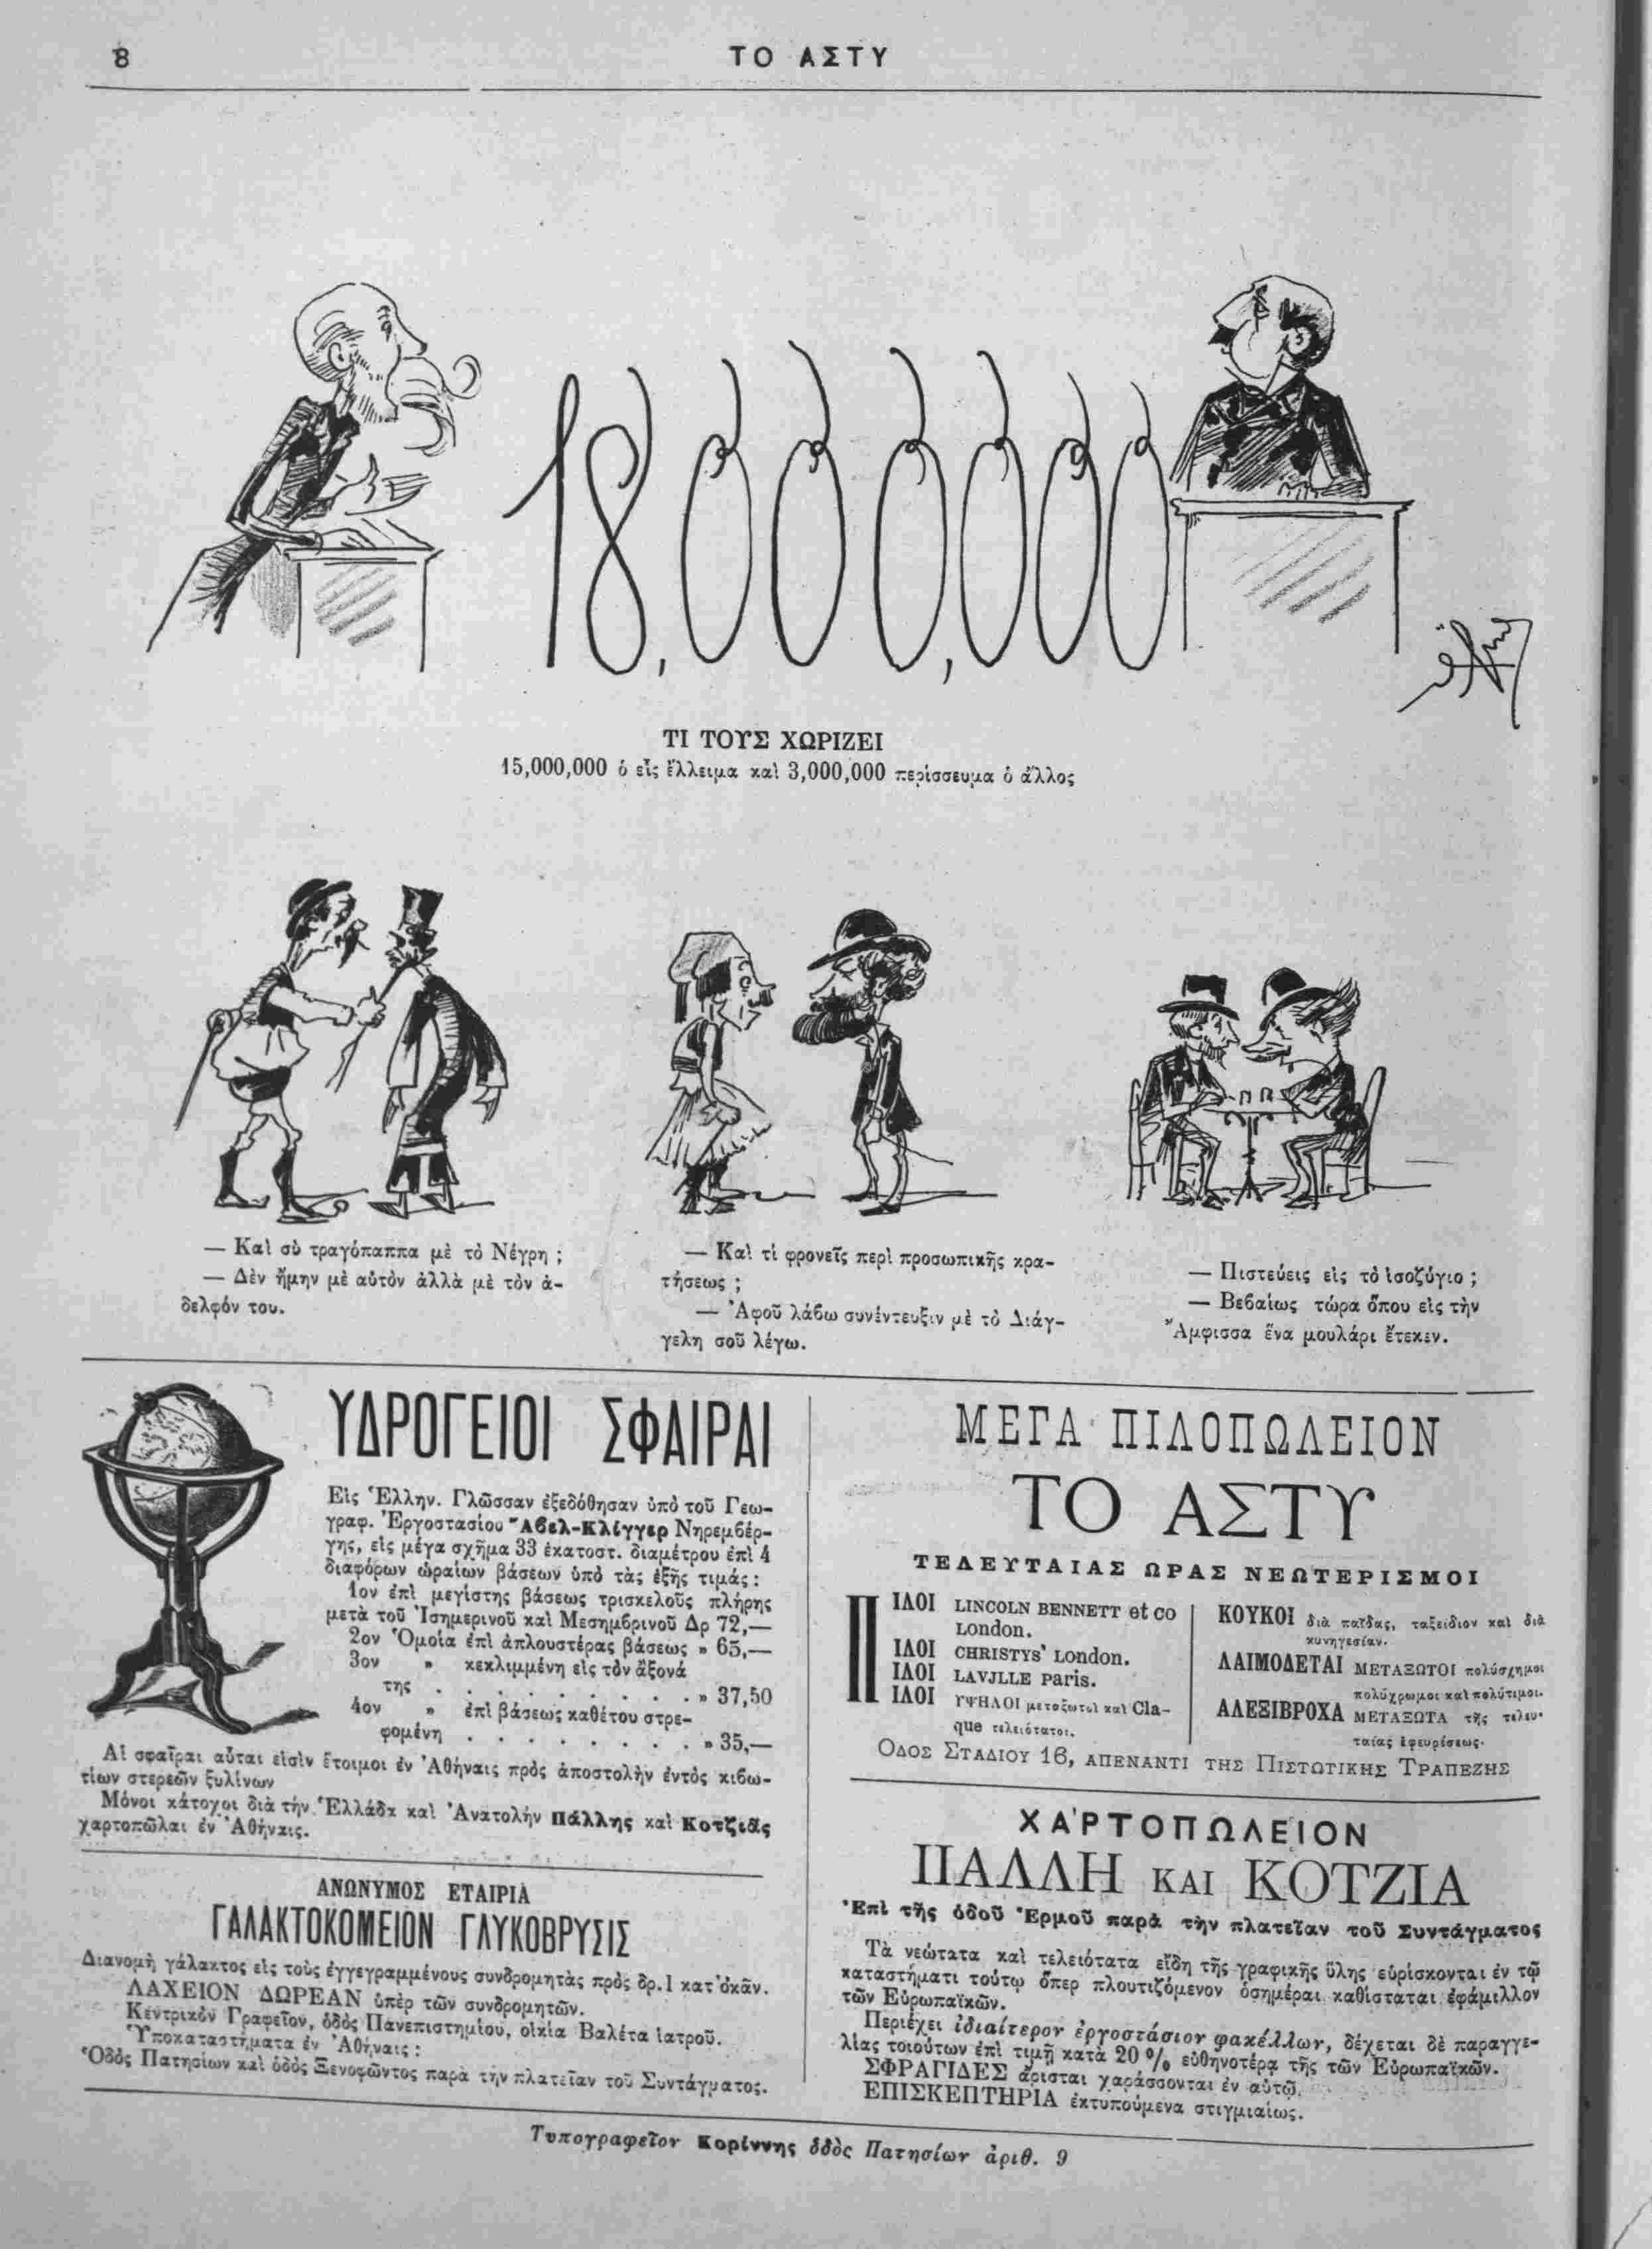 8
ΤΟ ΑΣΤΥ
18,000,000
ΤΙ ΤΟΥΣ ΧΩΡΙΖΕΙ
15,000,000 ὁ εἷς ἔλλειμα καὶ 3,000,000 περίσσευμα ὁ ἄλλος
— Καὶ σὺ τραγόπαππα μὲ τὸ Νέγρη ;
— Δὲν ἤμην μὲ αὐτὸν ἀλλὰ μὲ τὸν ἀ-
δελφόν του.
— Καὶ τί φρονεῖς περὶ προσωπικῆς κρα-
τήσεως ;
— Ἀφοῦ λάβω συνέντευξιν μὲ τὸ Διάγ-
γελη σοῦ λέγω.
— Πιστεύεις εἰς τὸ ἰσοζύγιο ;
— Βεβαίως τώρα ὅπου εἰς τὴν
Ἄμφισσα ἕνα μουλάρι ἔτεκεν.
ΥΔΡΟΓΕΙΟΙ ΣΦΑΙΡΑΙ
Εἰς Ἑλλην. Γλῶσσαν ἐξεδόθησαν ὑπὸ τοῦ Γεω-
γραφ. Ἐργοστασίου Ἄβελ-Κλίγγερ Νηρεμβέρ-
γης, εἰς μέγα σχῆμα 33 ἑκατοστ. διαμέτρου ἐπὶ 4
διαφόρων ὡραίων βάσεων ὑπὸ τὰς ἑξῆς τιμάς :
1ον ἐπὶ μεγίστης βάσεως τρισκελοῦς πλήρης
μετὰ τοῦ Ἰσημερινοῦ καὶ Μεσημβρινοῦ Δρ 72,—
2ον Ὁμοία ἐπὶ ἁπλουστέρας βάσεως » 65,—
3ον » κεκλιμμένη εἰς τὸν ἄξονά
της . . . . . . . . . . » 37,50
4ον » ἐπὶ βάσεως καθέτου στρε-
φομένη . . . . . . . . » 35,—
Αἱ σφαῖραι αὗται εἰσὶν ἕτοιμοι ἐν Ἀθήναις πρὸς ἀποστολὴν ἐντὸς κιβω-
τίων στερεῶν ξυλίνων
Μόνοι κάτοχοι διὰ τὴν Ἑλλάδα καὶ Ἀνατολήν Πάλλης καὶ Κοτζιᾶς
χαρτοπῶλαι ἐν Ἀθήναις.
ΑΝΩΝΥΜΟΣ ΕΤΑΙΡΙΑ
ΓΑΛΑΚΤΟΚΟΜΕΙΟΝ ΓΛΥΚΟΒΡΥΣΙΣ
Διανομὴ γάλακτος εἰς τοὺς ἐγγεγραμμένους συνδρομητὰς πρὸς δρ.1 κατ' ὀκᾶν.
ΛΑΧΕΙΟΝ ΔΩΡΕΑΝ ὑπὲρ τῶν συνδρομητῶν.
Κεντρικὸν Γραφεῖον, ὁδὸς Πανεπιστημίου, οἰκία Βαλέτα ἰατροῦ.
Ὑποκαταστήματα ἐν Ἀθήναις :
Ὁδὸς Πατησίων καὶ ὁδὸς Ξενοφῶντος παρὰ τὴν πλατεῖαν τοῦ Συντάγματος.
ΜΕΓΑ ΠΙΛΟΠΩΛΕΙΟΝ
ΤΟ ΑΣΤΥ
ΤΕΛΕΥΤΑΙΑΣ ΩΡΑΣ ΝΕΩΤΕΡΙΣΜΟΙ
ΠΙΛΟΙ LINCOLN BENNETT et co
London.
ΙΛΟΙ CHRISTYS' London.
ΙΛΟΙ LAVJLLE Paris.
ΙΛΟΙ ΥΨΗΛΟΙ μεταξωτοὶ καὶ Cla-
que τελειότατοι.
ΚΟΥΚΟΙ διὰ παῖδας, ταξείδιον καὶ διὰ
κυνηγεσίαν.
ΛΑΙΜΟΔΕΤΑΙ ΜΕΤΑΞΩΤΟΙ πολύσχημοι
πολύχρωμοι καὶ πολύτιμοι.
ΑΛΕΞΙΒΡΟΧΑ ΜΕΤΑΞΩΤΑ τῆς τελευ-
ταίας ἐφευρέσεως.
ΟΔΟΣ ΣΤΑΔΙΟΥ 16, ΑΠΕΝΑΝΤΙ ΤΗΣ ΠΙΣΤΩΤΙΚΗΣ ΤΡΑΠΕΖΗΣ
ΧΑΡΤΟΠΩΛΕΙΟΝ
ΠΑΛΛΗ ΚΑΙ ΚΟΤΖΙΑ
Ἐπὶ τῆς ὁδοῦ Ἑρμοῦ παρὰ τὴν πλατεῖαν τοῦ Συντάγματος
Τὰ νεώτατα καὶ τελειότατα εἴδη τῆς γραφικῆς ὕλης εὑρίσκονται ἐν τῷ
καταστήματι τούτῳ ὅπερ πλουτιζόμενον ὁσημέραι καθίσταται ἐφάμιλλον
τῶν Εὐρωπαϊκῶν.
Περιέχει ἰδιαίτερον ἐργοστάσιον φακέλλων, δέχεται δὲ παραγγε-
λίας τοιούτων ἐπὶ τιμῇ κατὰ 20 % εὐθηνοτέρᾳ τῆς τῶν Εὐρωπαϊκῶν.
ΣΦΡΑΓΙΔΕΣ ἄρισται χαράσσονται ἐν αὐτῷ.
ΕΠΙΣΚΕΠΤΗΡΙΑ ἐκτυπούμενα στιγμιαίως.
Τυπογραφεῖον Κορίννης ὁδὸς Πατησίων ἀριθ. 9